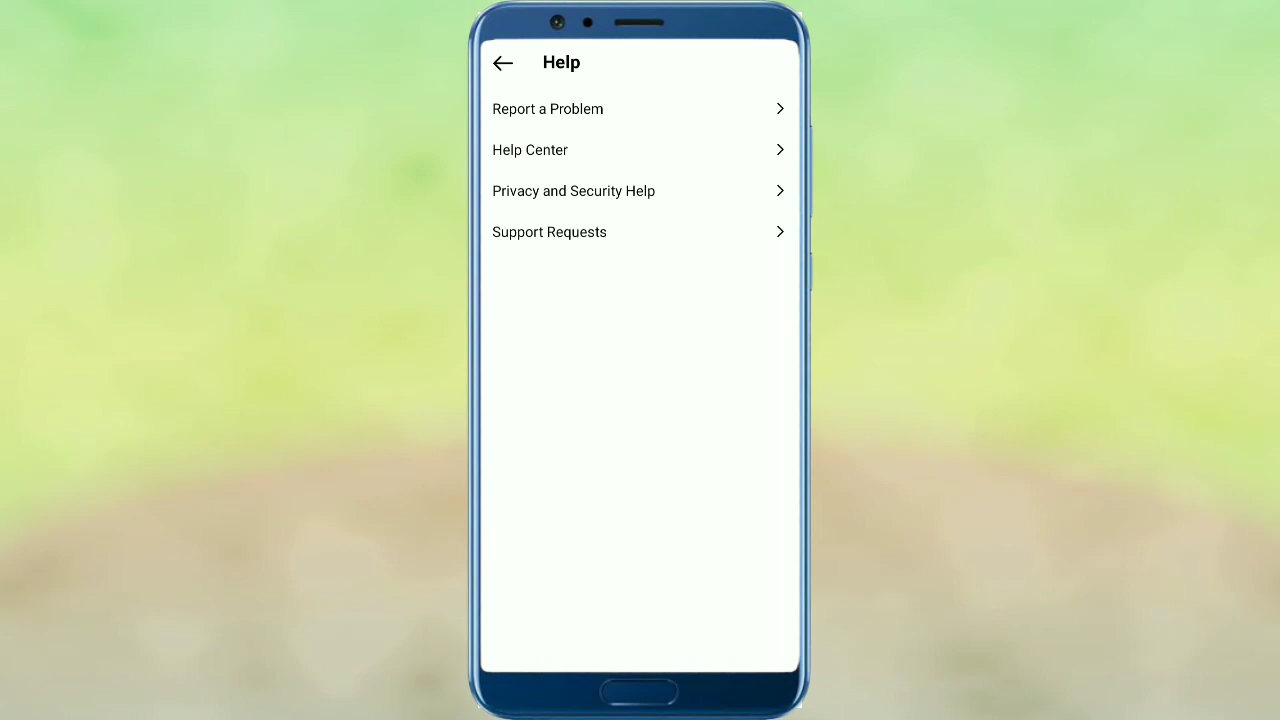 Help
Report a Problem
Help Center
Privacy and Security Help
Support Requests